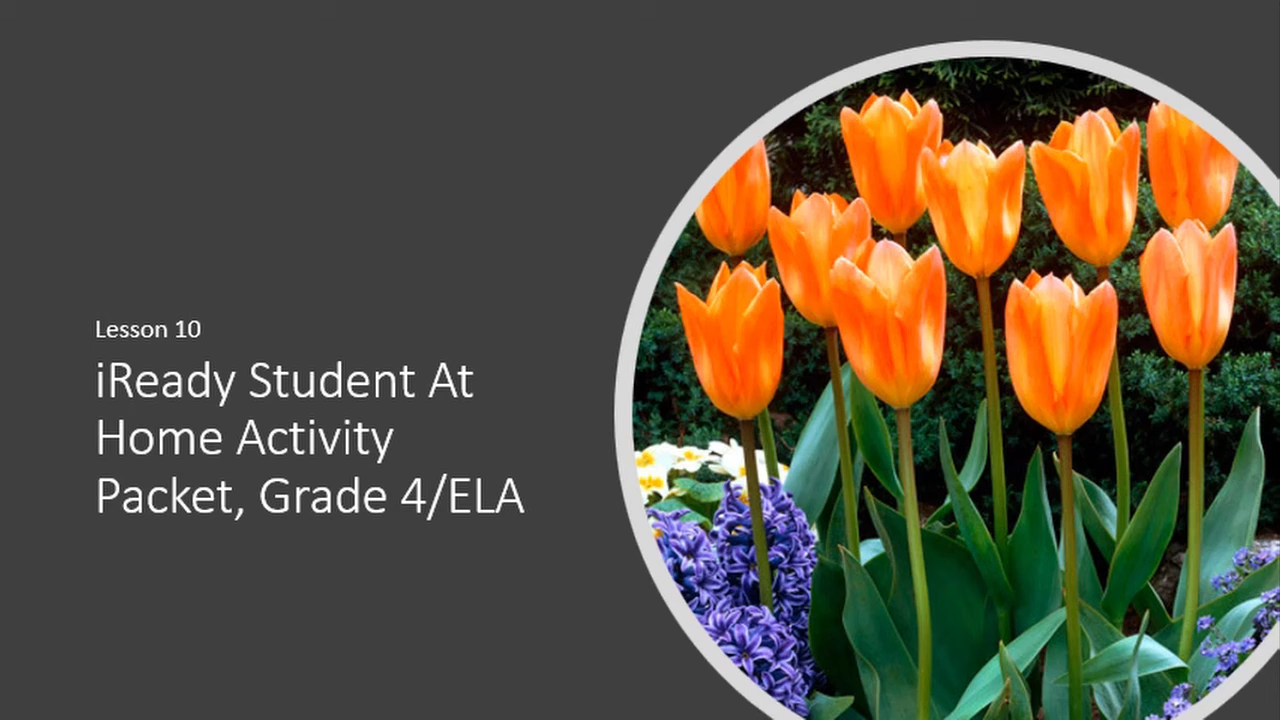 Lesson 10
iReady Student At
Home Activity
Packet, Grade 4/ELA